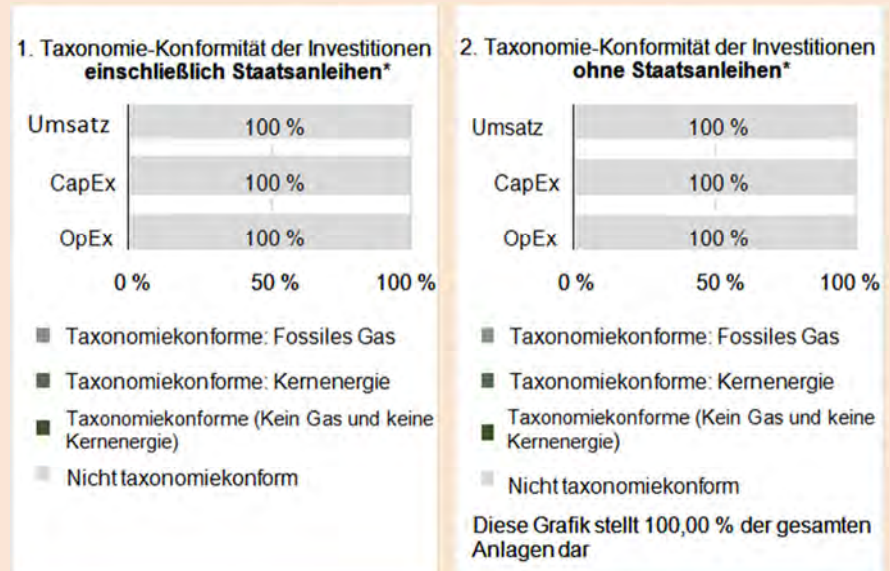 1. Taxonomie-Konformität der Investitionen
einschließlich Staatsanleihen*
Umsatz 100 %
CapEx 100 %
OpEx 100 %
0 % 50 % 100 %
Taxonomiekonforme: Fossiles Gas
Taxonomiekonforme: Kernenergie
Taxonomiekonforme (Kein Gas und keine
Kernenergie)
Nicht taxonomiekonform
2. Taxonomie-Konformität der Investitionen
ohne Staatsanleihen*
Umsatz 100 %
CapEx 100 %
OpEx 100 %
0 % 50 % 100 %
Taxonomiekonforme: Fossiles Gas
Taxonomiekonforme: Kernenergie
Taxonomiekonforme (Kein Gas und keine
Kernenergie)
Nicht taxonomiekonform
Diese Grafik stellt 100,00 % der gesamten
Anlagen dar